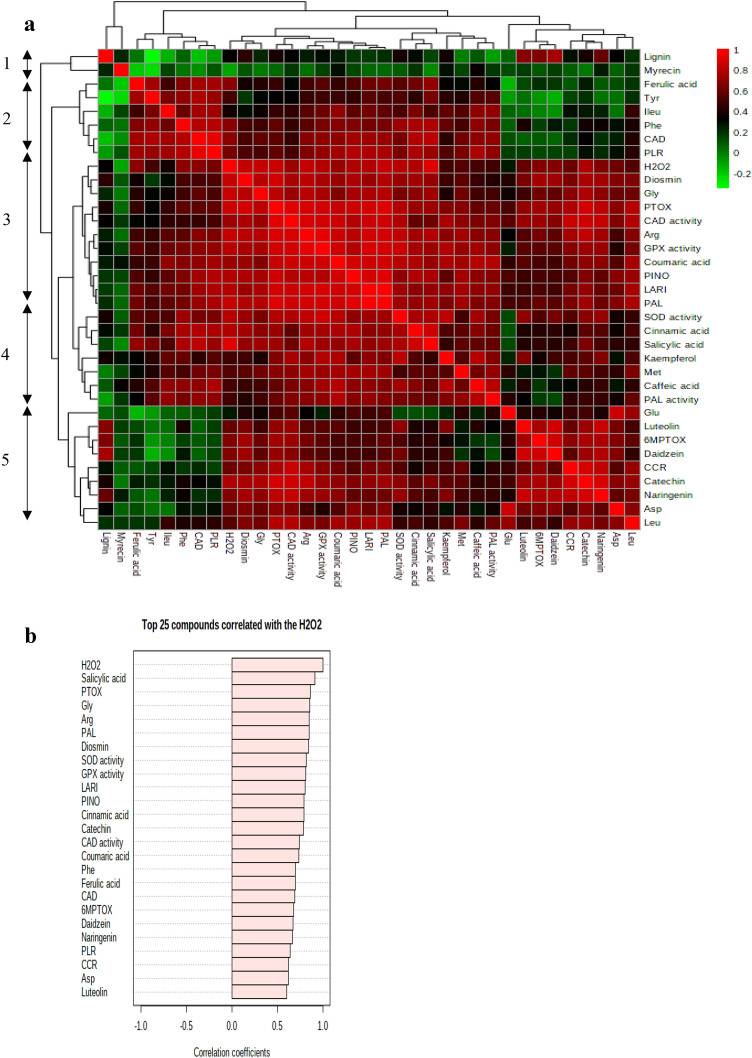 a
1
2
3
4
5
Lignin
Myrecin
Ferulic acid
Tyr
Ileu
Phe
CAD
PLR
H2O2
Diosmin
Gly
PTOX
CAD activity
Arg
GPX activity
Coumaric acid
PINO
LARI
PAL
SOD activity
Cinnamic acid
Salicylic acid
Kaempferol
Met
Caffeic acid
PAL activity
Glu
Luteolin
6MPTOX
Daidzein
CCR
Catechin
Naringenin
Asp
Leu
1
0.8
0.6
0.4
0.2
0
-0.2
Lignin
Myrecin
Ferulic acid
Tyr
Ileu
Phe
CAD
PLR
H2O2
Diosmin
Gly
PTOX
CAD activity
Arg
GPX activity
Coumaric acid
PINO
LARI
PAL
SOD activity
Cinnamic acid
Salicylic acid
Kaempferol
Met
Caffeic acid
PAL activity
Glu
Luteolin
6MPTOX
Daidzein
CCR
Catechin
Naringenin
Asp
Leu
b
Top 25 compounds correlated with the H2O2
H2O2
Salicylic acid
PTOX
Gly
Arg
PAL
Diosmin
SOD activity
GPX activity
LARI
PINO
Cinnamic acid
Catechin
CAD activity
Coumaric acid
Phe
Ferulic acid
CAD
6MPTOX
Daidzein
Naringenin
PLR
CCR
Asp
Luteolin
-1.0 -0.5 0.0 0.5 1.0
Correlation coefficients